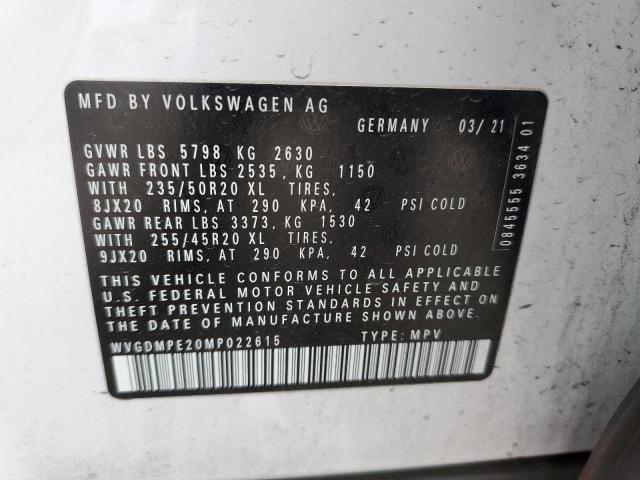 MFD BY VOLKSWAGEN AG
GERMANY 03/21
GVWR LBS 5798 KG 2630
GAWR FRONT LBS 2535, KG 1150
WITH 235/50R20 XL TIRES,
8JX20 RIMS, AT 290 KPA, 42 PSI COLD
GAWR REAR LBS 3373, KG 1530
WITH 255/45R20 XL TIRES,
9JX20 RIMS, AT 290 KPA, 42 PSI COLD
THIS VEHICLE CONFORMS TO ALL APPLICABLE
U.S. FEDERAL MOTOR VEHICLE SAFETY AND
THEFT PREVENTION STANDARDS IN EFFECT ON
THE DATE OF MANUFACTURE SHOWN ABOVE.
WVGDMPE20MP022615 TYPE: MPV
0845555 3634 01